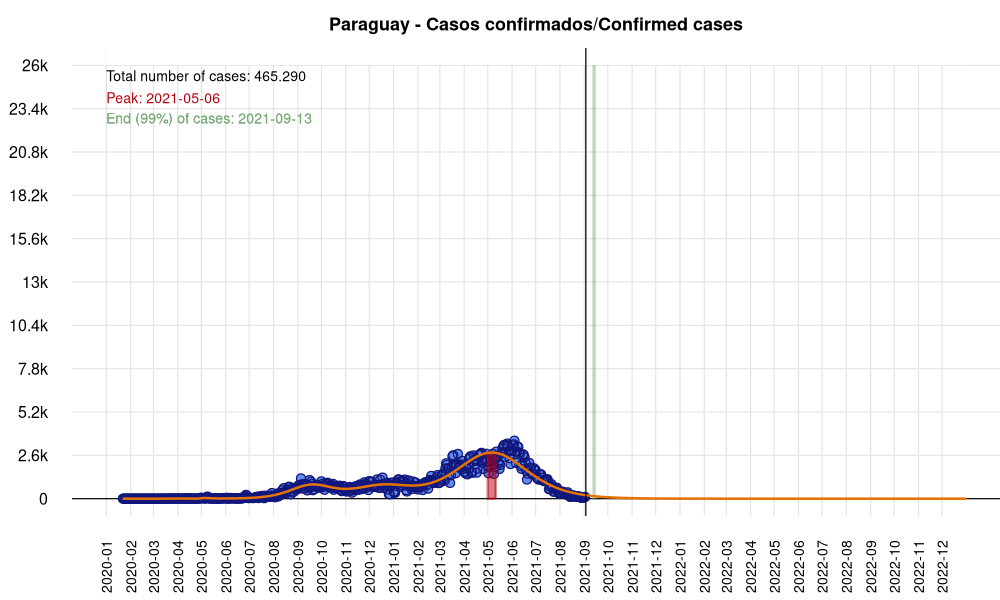 Paraguay - Casos confirmados/Confirmed cases
Total number of cases: 465.290
Peak: 2021-05-06
End (99%) of cases: 2021-09-13
26k
23.4k
20.8k
18.2k
15.6k
13k
10.4k
7.8k
5.2k
2.6k
0
2020-01
2020-02
2020-03
2020-04
2020-05
2020-06
2020-07
2020-08
2020-09
2020-10
2020-11
2020-12
2021-01
2021-02
2021-03
2021-04
2021-05
2021-06
2021-07
2021-08
2021-09
2021-10
2021-11
2021-12
2022-01
2022-02
2022-03
2022-04
2022-05
2022-06
2022-07
2022-08
2022-09
2022-10
2022-11
2022-12